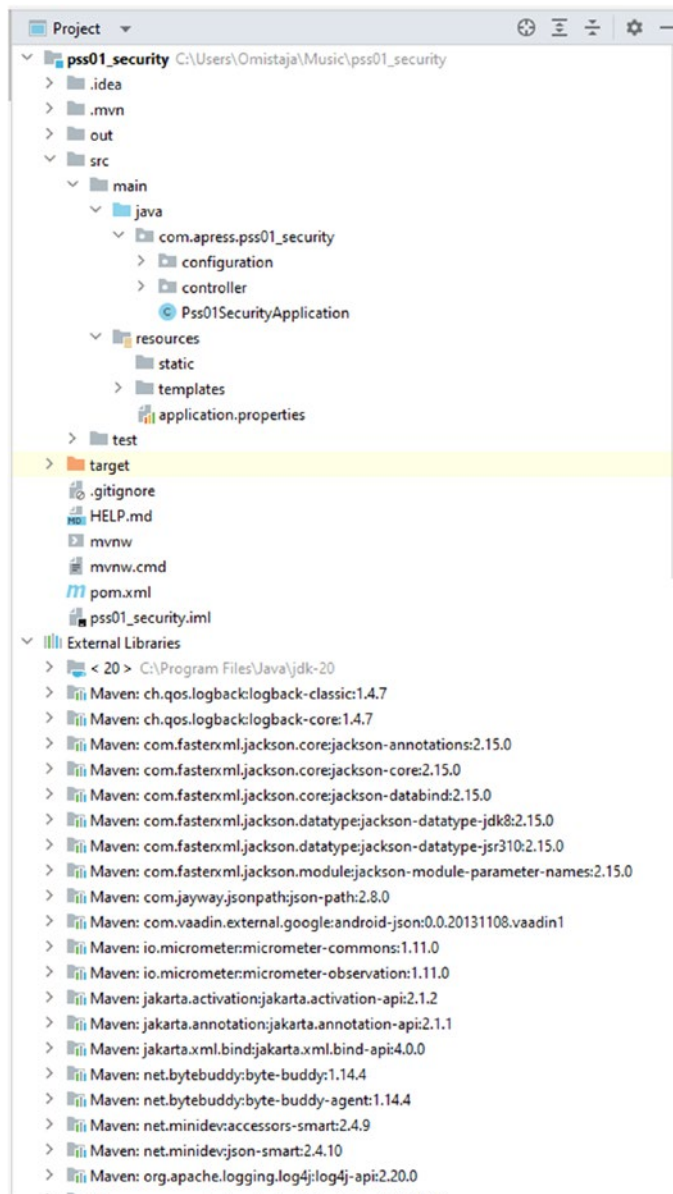 Project
pss01_security C:\Users\Omistaja\Music\pss01_security
.idea
.mvn
out
src
main
java
com.apress.pss01_security
configuration
controller
C Pss01SecurityApplication
resources
static
templates
application.properties
test
target
.gitignore
MD HELP.md
mvnw
mvnw.cmd
m pom.xml
pss01_security.iml
External Libraries
< 20 > C:\Program Files\Java\jdk-20
Maven: ch.qos.logback:logback-classic:1.4.7
Maven: ch.qos.logback:logback-core:1.4.7
Maven: com.fasterxml.jackson.core:jackson-annotations:2.15.0
Maven: com.fasterxml.jackson.core:jackson-core:2.15.0
Maven: com.fasterxml.jackson.core:jackson-databind:2.15.0
Maven: com.fasterxml.jackson.datatype:jackson-datatype-jdk8:2.15.0
Maven: com.fasterxml.jackson.datatype:jackson-datatype-jsr310:2.15.0
Maven: com.fasterxml.jackson.module:jackson-module-parameter-names:2.15.0
Maven: com.jayway.jsonpath:json-path:2.8.0
Maven: com.vaadin.external.google:android-json:0.0.20131108.vaadin1
Maven: io.micrometer:micrometer-commons:1.11.0
Maven: io.micrometer:micrometer-observation:1.11.0
Maven: jakarta.activation:jakarta.activation-api:2.1.2
Maven: jakarta.annotation:jakarta.annotation-api:2.1.1
Maven: jakarta.xml.bind:jakarta.xml.bind-api:4.0.0
Maven: net.bytebuddy:byte-buddy:1.14.4
Maven: net.bytebuddy:byte-buddy-agent:1.14.4
Maven: net.minidev:accessors-smart:2.4.9
Maven: net.minidev:json-smart:2.4.10
Maven: org.apache.logging.log4j:log4j-api:2.20.0